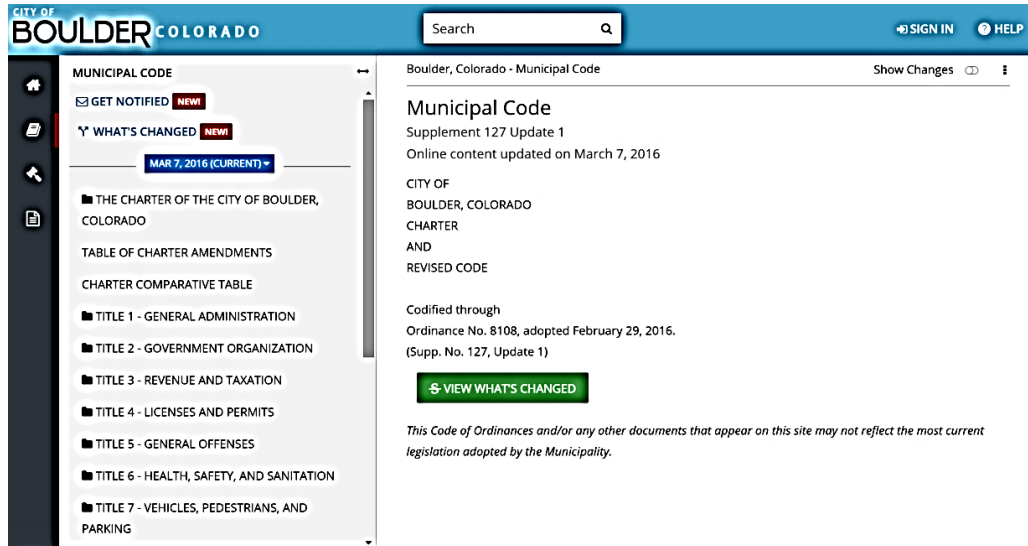 CITY OF
BOULDER COLORADO
Search
SIGN IN
HELP
MUNICIPAL CODE
GET NOTIFIED NEW!
WHAT'S CHANGED NEW!
MAR 7, 2016 (CURRENT)
THE CHARTER OF THE CITY OF BOULDER,
COLORADO
TABLE OF CHARTER AMENDMENTS
CHARTER COMPARATIVE TABLE
TITLE 1 - GENERAL ADMINISTRATION
TITLE 2 - GOVERNMENT ORGANIZATION
TITLE 3 - REVENUE AND TAXATION
TITLE 4 - LICENSES AND PERMITS
TITLE 5 - GENERAL OFFENSES
TITLE 6 - HEALTH, SAFETY, AND SANITATION
TITLE 7 - VEHICLES, PEDESTRIANS, AND
PARKING
Boulder, Colorado - Municipal Code
Show Changes
Municipal Code
Supplement 127 Update 1
Online content updated on March 7, 2016
CITY OF
BOULDER, COLORADO
CHARTER
AND
REVISED CODE
Codified through
Ordinance No. 8108, adopted February 29, 2016.
(Supp. No. 127, Update 1)
VIEW WHAT'S CHANGED
This Code of Ordinances and/or any other documents that appear on this site may not reflect the most current
legislation adopted by the Municipality.